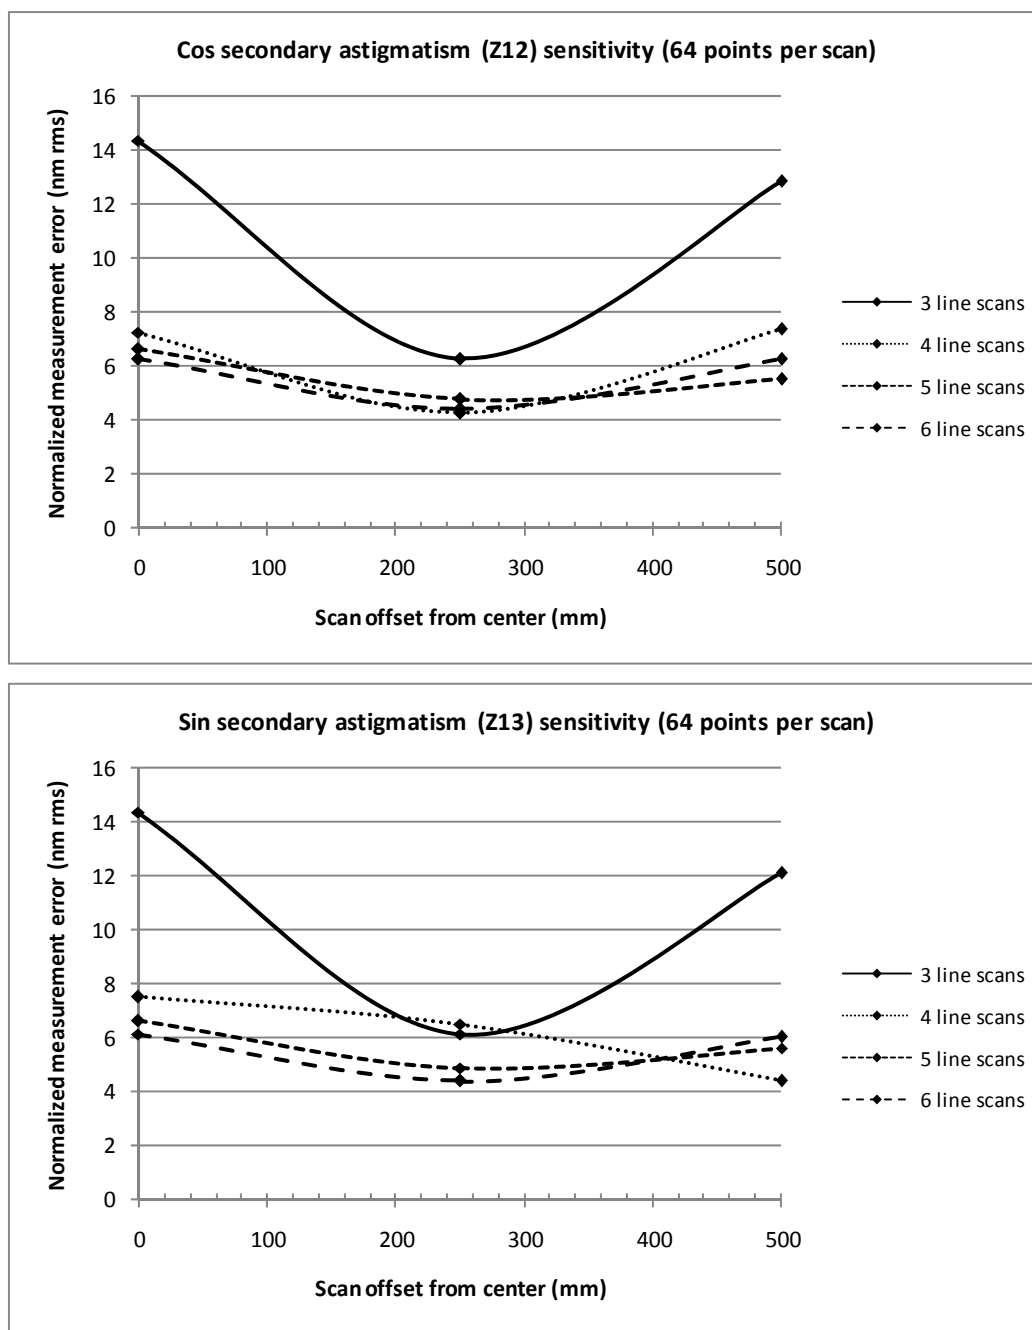 Cos secondary astigmatism (Z12) sensitivity (64 points per scan)
Normalized measurement error (nm rms)
16
14
12
10
8
6
4
2
0
0 100 200 300 400 500
Scan offset from center (mm)
3 line scans
4 line scans
5 line scans
6 line scans
Sin secondary astigmatism (Z13) sensitivity (64 points per scan)
Normalized measurement error (nm rms)
16
14
12
10
8
6
4
2
0
0 100 200 300 400 500
Scan offset from center (mm)
3 line scans
4 line scans
5 line scans
6 line scans